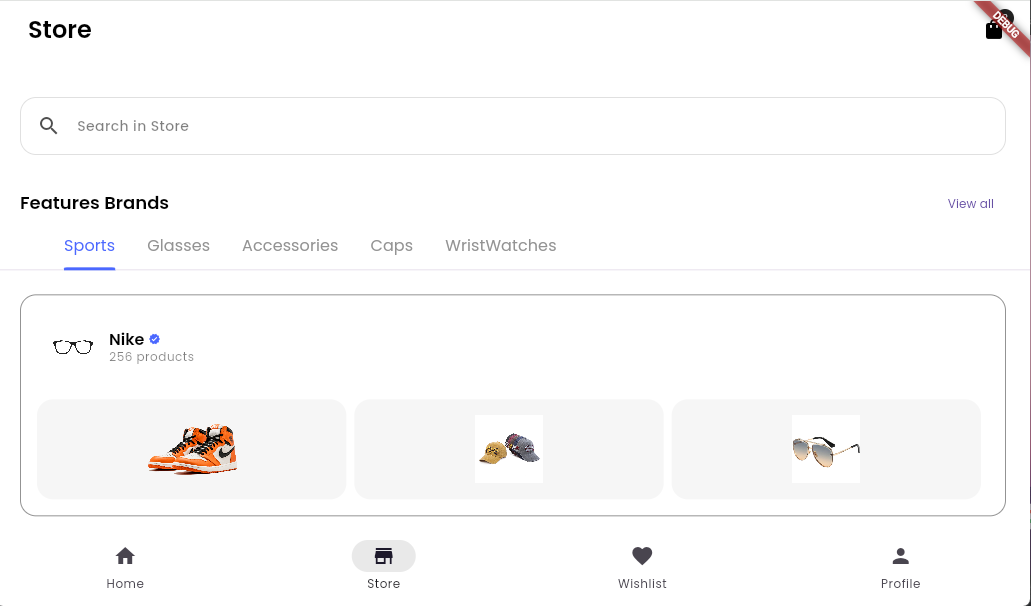 Store
DEBUG
Search in Store
Features Brands
View all
Sports Glasses Accessories Caps WristWatches
Nike
256 products
Home Store Wishlist Profile